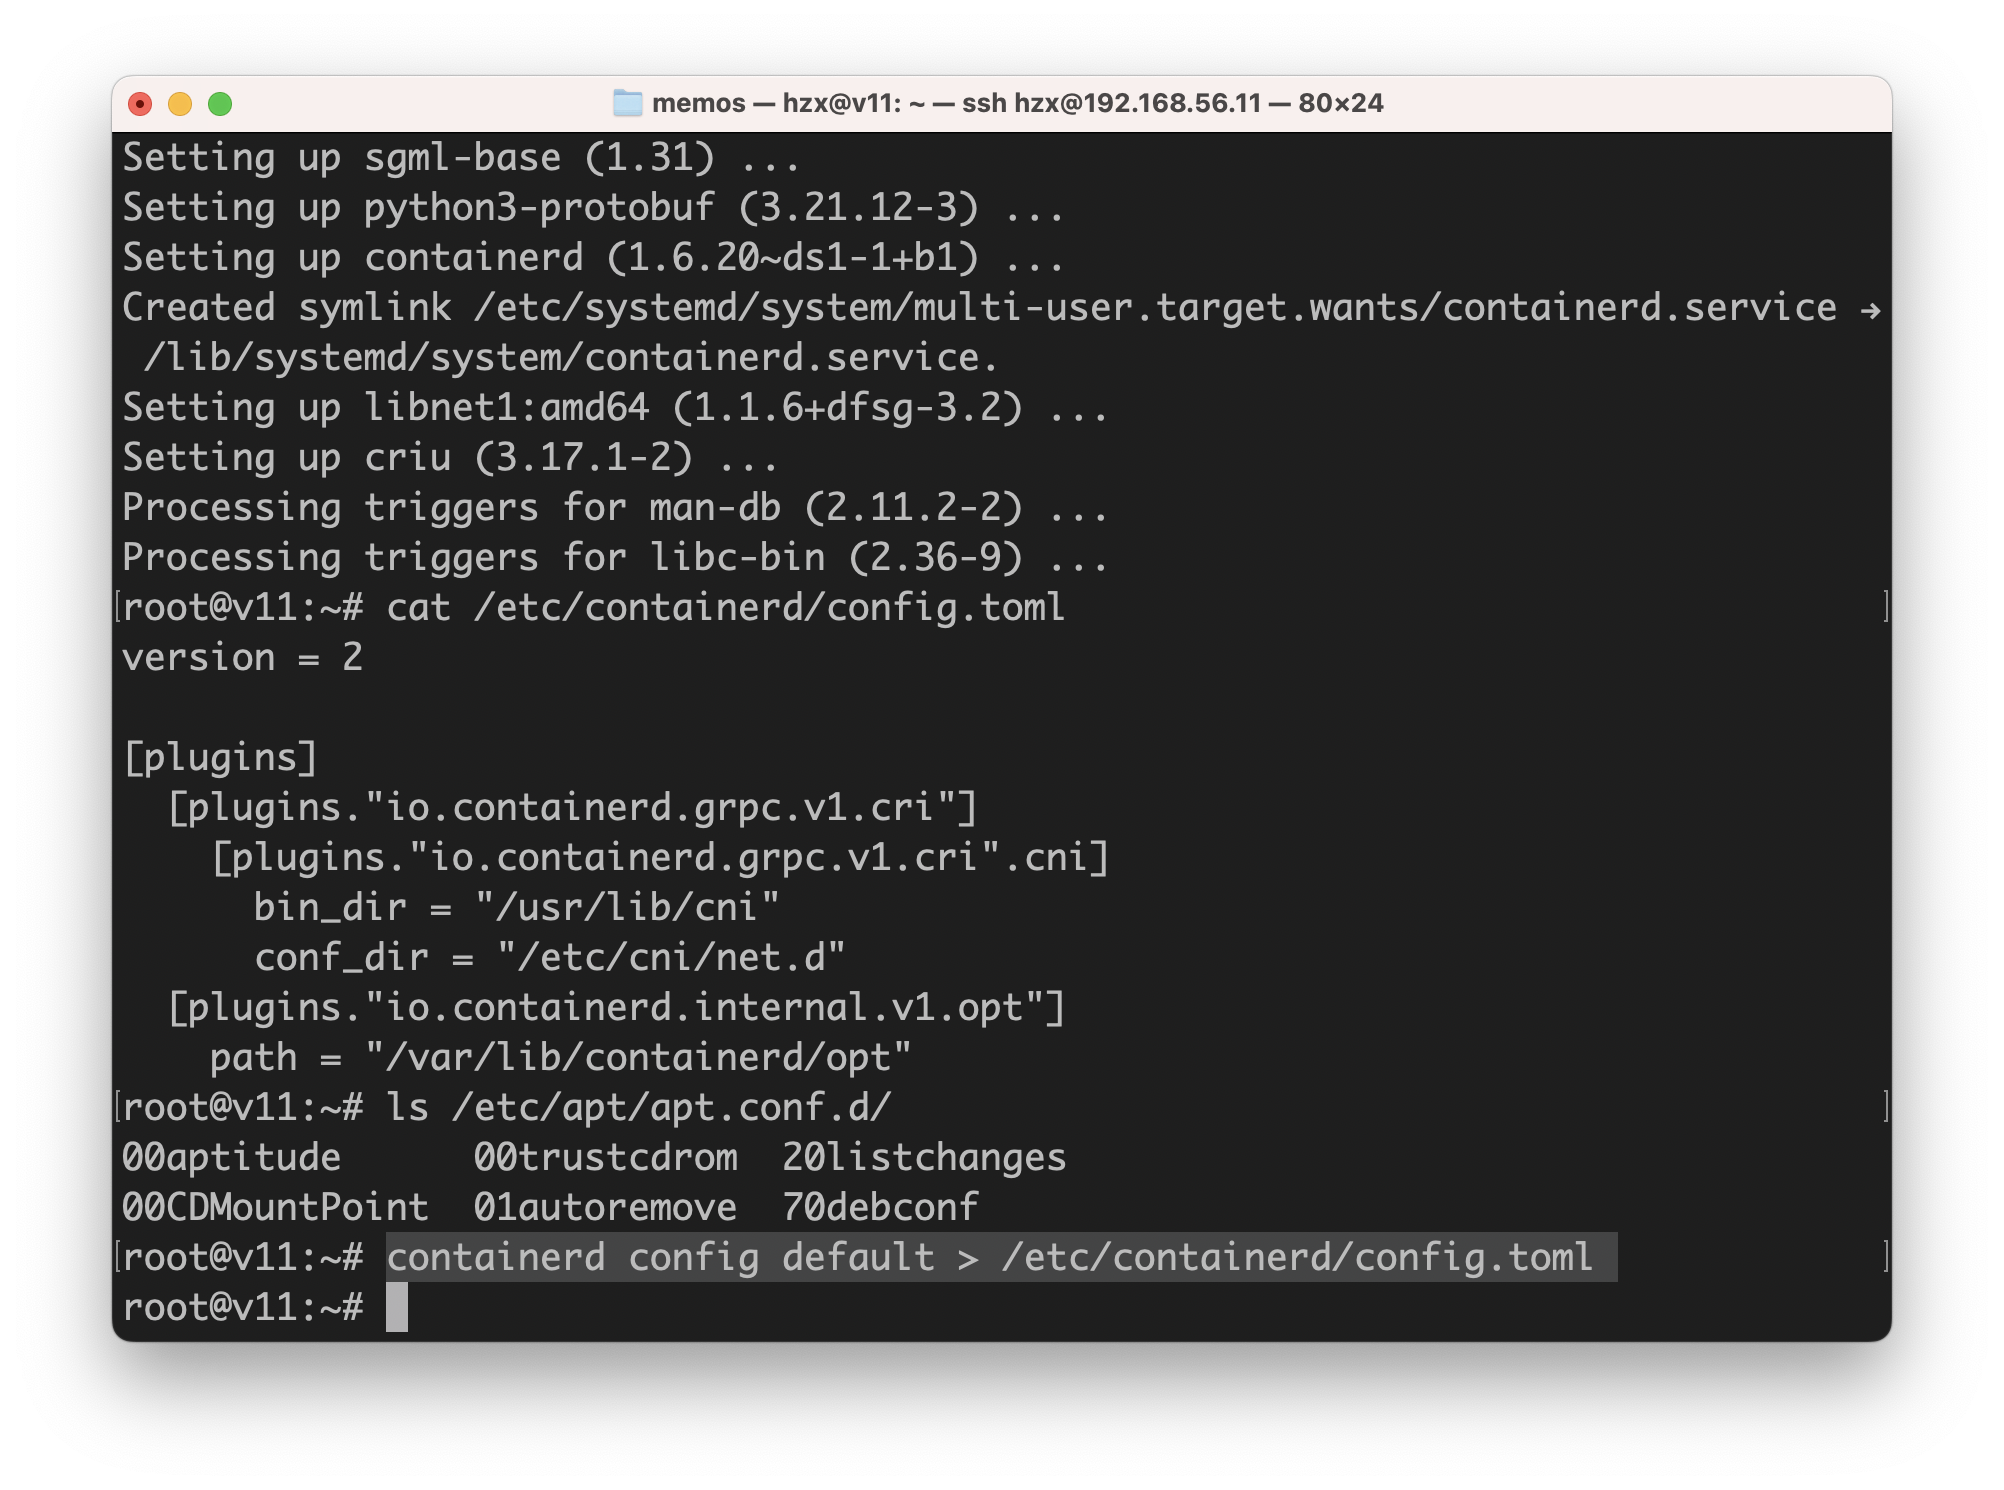 memos — hzx@v11: ~ — ssh hzx@192.168.56.11 — 80×24
Setting up sgml-base (1.31) ...
Setting up python3-protobuf (3.21.12-3) ...
Setting up containerd (1.6.20~ds1-1+b1) ...
Created symlink /etc/systemd/system/multi-user.target.wants/containerd.service →
 /lib/systemd/system/containerd.service.
Setting up libnet1:amd64 (1.1.6+dfsg-3.2) ...
Setting up criu (3.17.1-2) ...
Processing triggers for man-db (2.11.2-2) ...
Processing triggers for libc-bin (2.36-9) ...
[root@v11:~# cat /etc/containerd/config.toml ]
version = 2

[plugins]
  [plugins."io.containerd.grpc.v1.cri"]
    [plugins."io.containerd.grpc.v1.cri".cni]
      bin_dir = "/usr/lib/cni"
      conf_dir = "/etc/cni/net.d"
  [plugins."io.containerd.internal.v1.opt"]
    path = "/var/lib/containerd/opt"
[root@v11:~# ls /etc/apt/apt.conf.d/ ]
00aptitude      00trustcdrom  20listchanges
00CDMountPoint  01autoremove  70debconf
[root@v11:~# containerd config default > /etc/containerd/config.toml ]
root@v11:~#